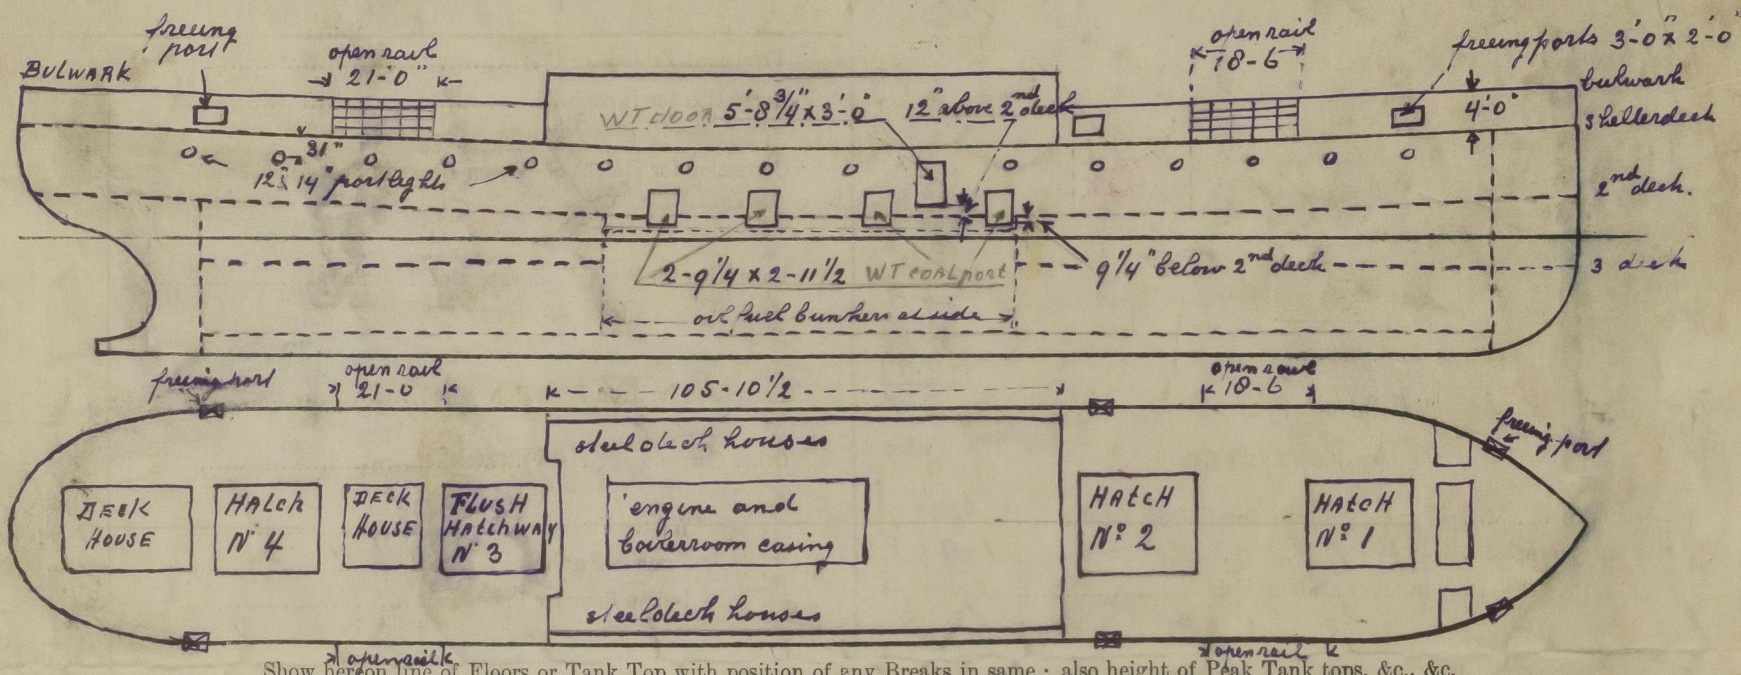 freeing
port
open rail
21-0"
BULWARK
open rail
18-6
freeing ports 3'-0" x 2'-0"
bulwark
4'-0"
shelterdeck
WT door 5'-8 3/4" x 3'-0" 12" above 2nd deck
31"
12 & 14" portlights
2nd deck.
2-9 1/4 x 2-11 1/2 WT coal port
9 1/4" below 2nd deck
3 deck
oil fuel bunkers at side
freeing port
open rail
21-0
105-10 1/2
open rail
18-6
freeing-port
steel deck houses
DECK
HOUSE
HAtch
No 4
DECK
HOUSE
FLUSH
HAtchWAY
No 3
engine and
boilerroom casing
HAtcH
No 2
HAtcH
No 1
steel deck houses
open rail
open rail
Show hereon line of Floors or Tank Top with position of any Breaks in same; also height of Peak Tank tops, &c., &c.